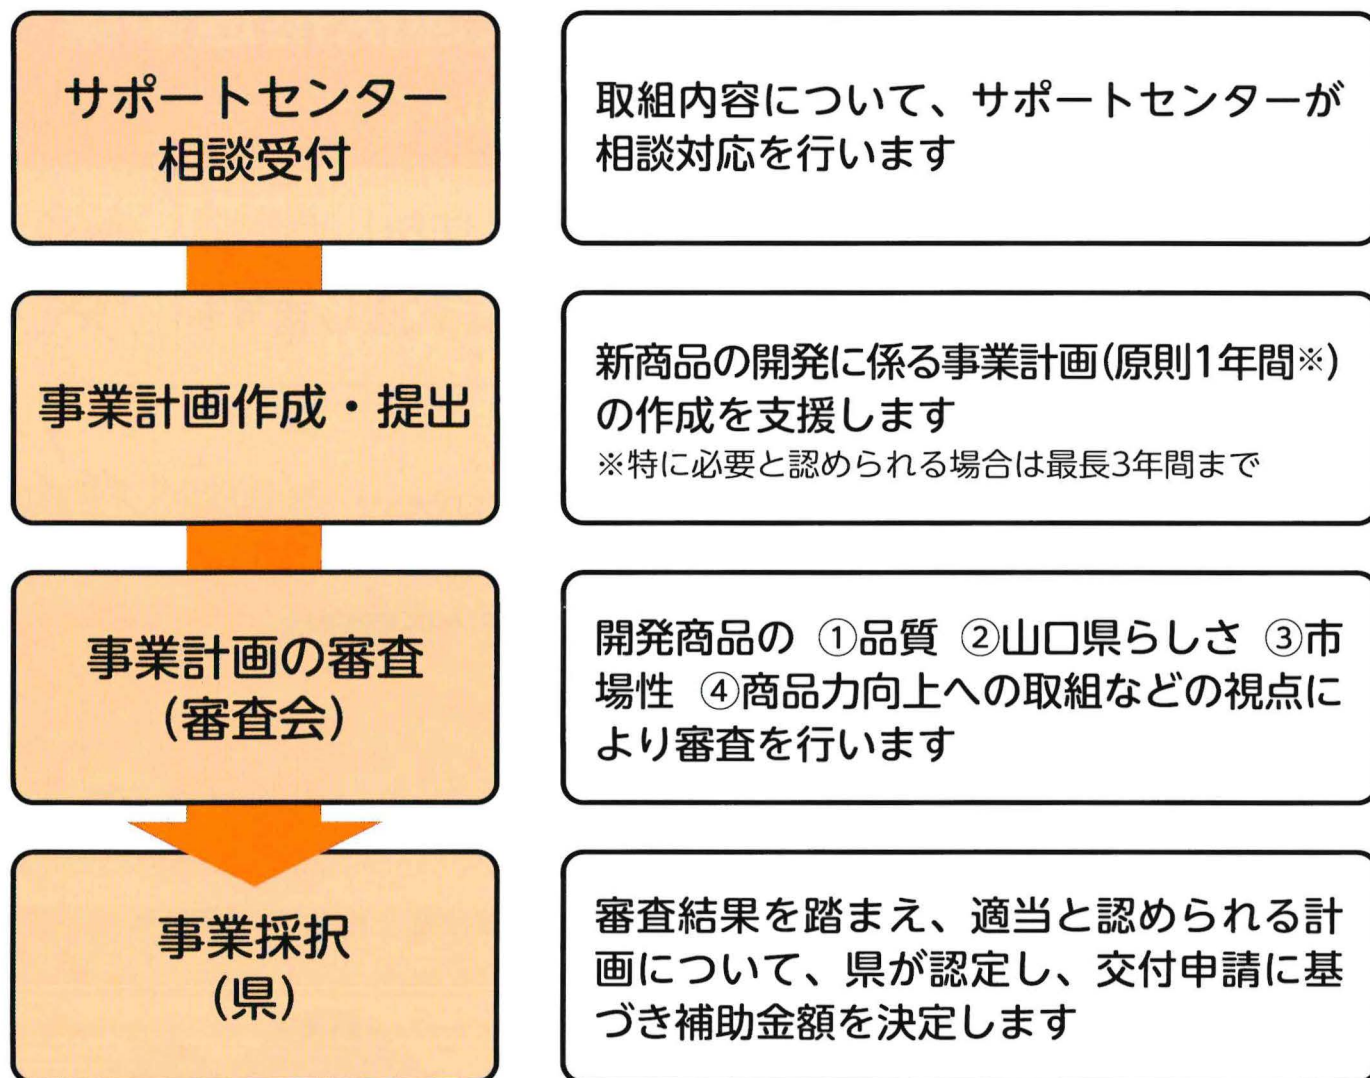 サポートセンター
相談受付
取組内容について、サポートセンターが
相談対応を行います
事業計画作成・提出
新商品の開発に係る事業計画(原則1年間※)
の作成を支援します
※特に必要と認められる場合は最長3年間まで
事業計画の審査
(審査会)
開発商品の ①品質 ②山口県らしさ ③市
場性 ④商品力向上への取組などの視点に
より審査を行います
事業採択
(県)
審査結果を踏まえ、適当と認められる計
画について、県が認定し、交付申請に基
づき補助金額を決定します